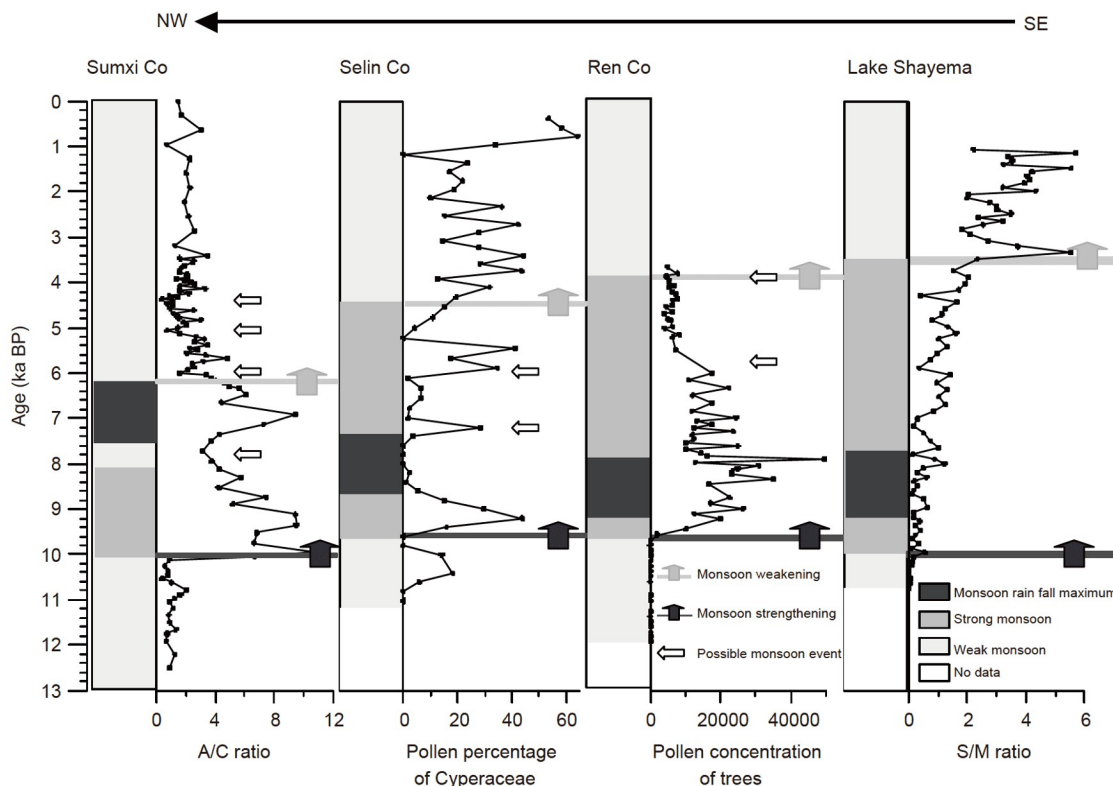 NW
SE
Sumxi Co
Selin Co
Ren Co
Lake Shayema
Age (ka BP)
0
1
2
3
4
5
6
7
8
9
10
11
12
13
Monsoon weakening
Monsoon strengthening
Possible monsoon event
Monsoon rain fall maximum
Strong monsoon
Weak monsoon
No data
0 4 8 12
0 20 40 60
0 20000 40000
0 2 4 6
A/C ratio
Pollen percentage
of Cyperaceae
Pollen concentration
of trees
S/M ratio